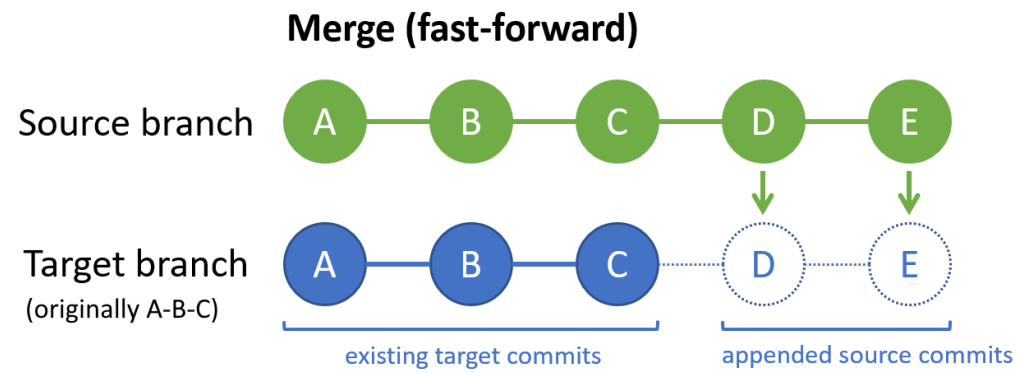 Merge (fast-forward)
Source branch
A B C D E
Target branch
(originally A-B-C)
A B C D E
existing target commits
appended source commits